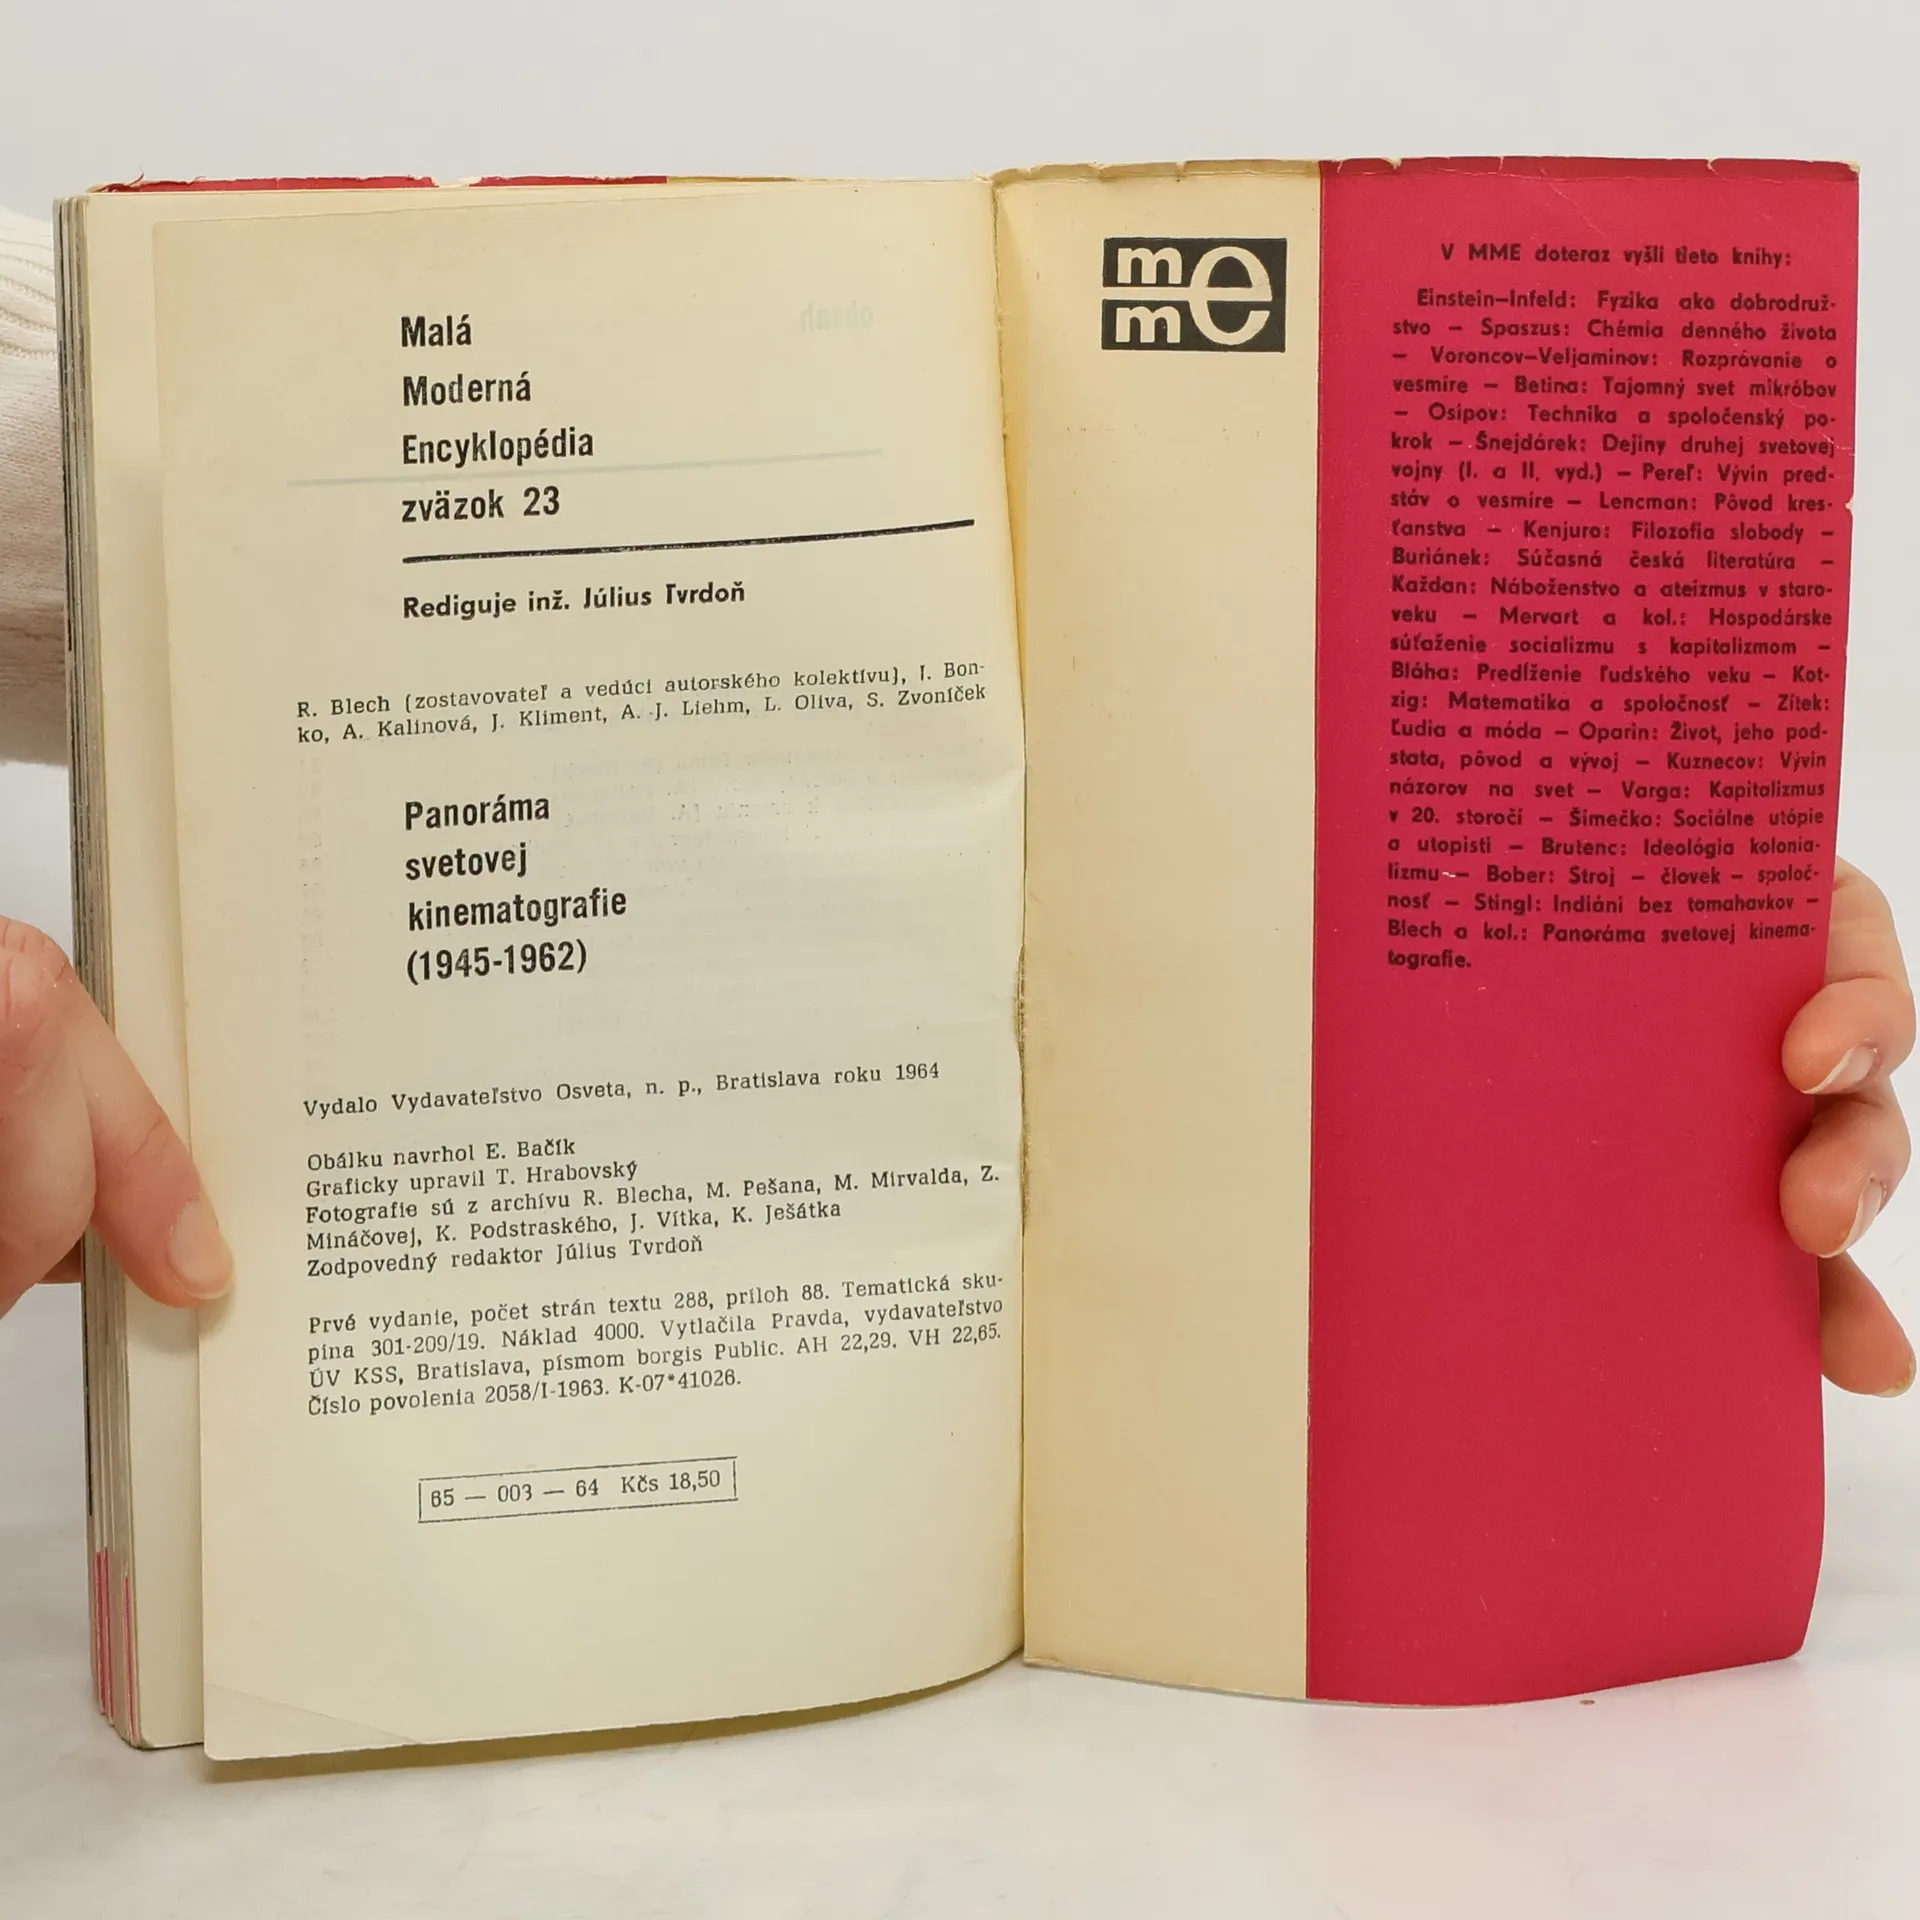 Malá
Moderná
Encyklopédia
zväzok 23
Rediguje inž. Július Tvrdoň
R. Blech (zostavovateľ a vedúci autorského kolektívu), I. Bon-
ko, A. Kalinová, J. Kliment, A. J. Liehm, L. Oliva, S. Zvoníček
Panoráma
svetovej
kinematografie
(1945-1962)
Vydalo Vydavateľstvo Osveta, n. p., Bratislava roku 1964
Obálku navrhol E. Bačík
Graficky upravil T. Hrabovský
Fotografie sú z archívu R. Blecha, M. Pešana, M. Mirvalda, Z.
Mináčovej, K. Podstraského, J. Vítka, K. Ješátka
Zodpovedný redaktor Július Tvrdoň
Prvé vydanie, počet strán textu 288, príloh 88. Tematická sku-
pina 301-209/19. Náklad 4000. Vytlačila Pravda, vydavateľstvo
ÚV KSS, Bratislava, písmom borgis Public. AH 22,29. VH 22,65.
Číslo povolenia 2058/I-1963. K-07*41026.
65 — 003 — 64 Kčs 18,50
mme
V MME doteraz vyšli tieto knihy:
Einstein–Infeld: Fyzika ako dobrodruž-
stvo – Spaszus: Chémia denného života
– Voroncov–Veljaminov: Rozprávanie o
vesmíre – Betina: Tajomný svet mikróbov
– Osipov: Technika a spoločenský po-
krok – Šnejdárek: Dejiny druhej svetovej
vojny (I. a II. vyd.) – Pereľ: Vývin pred-
stáv o vesmíre – Lencman: Pôvod kres-
ťanstva – Kenjuro: Filozofia slobody –
Buriánek: Súčasná česká literatúra –
Každan: Náboženstvo a ateizmus v staro-
veku – Mervart a kol.: Hospodárske
súťaženie socializmu s kapitalizmom –
Bláha: Predĺženie ľudského veku – Kot-
zig: Matematika a spoločnosť – Zítek:
Ľudia a móda – Oparin: Život, jeho pod-
stata, pôvod a vývoj – Kuznecov: Vývin
názorov na svet – Varga: Kapitalizmus
v 20. storočí – Šimečka: Sociálne utópie
a utopisti – Brutenc: Ideológia kolonia-
lizmu – Bober: Stroj – človek – spoloč-
nosť – Stingl: Indiáni bez tomahavkov –
Blech a kol.: Panoráma svetovej kinema-
tografie.